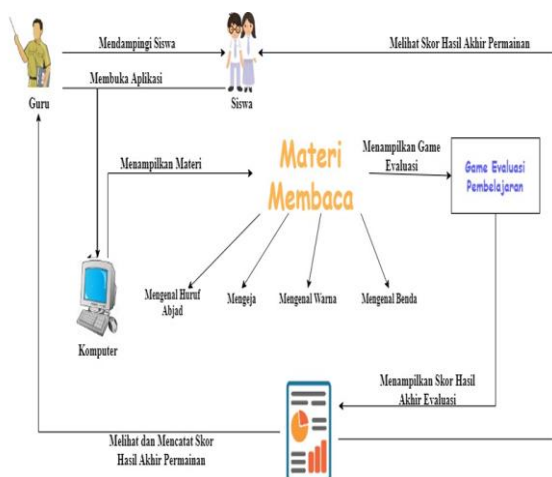 Mendampingi Siswa
Melihat Skor Hasil Akhir Permainan
Membuka Aplikasi
Guru
Siswa
Menampilkan Materi
Materi
Membaca
Menampilkan Game
Evaluasi
Game Evaluasi
Pembelajaran
Mengenal Huruf
Abjad
Mengeja
Mengenal Warna
Mengenal Benda
Komputer
Menampilkan Skor Hasil
Akhir Evaluasi
Melihat dan Mencatat Skor
Hasil Akhir Permainan